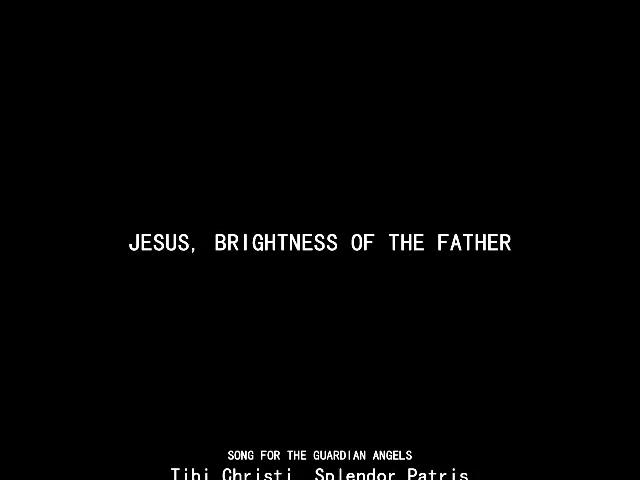 JESUS, BRIGHTNESS OF THE FATHER
SONG FOR THE GUARDIAN ANGELS
Tibi Christi, Splendor Patris